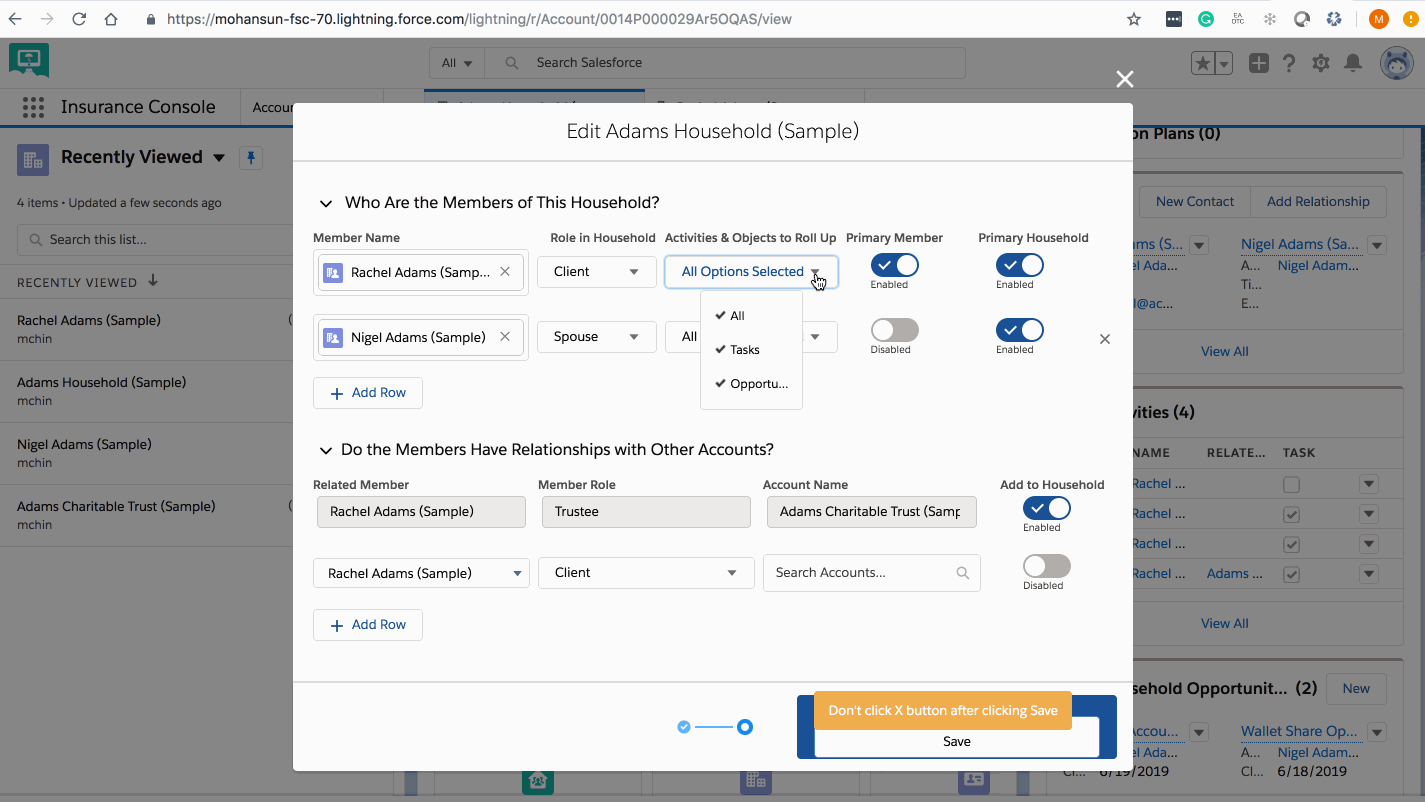 https://mohansun-fsc-70.lightning.force.com/lightning/r/Account/0014P000029Ar5OQAS/view
EA
DTC
M
All
Search Salesforce
Insurance Console
Accou
Recently Viewed
4 items • Updated a few seconds ago
Search this list...
RECENTLY VIEWED
Rachel Adams (Sample)
Adams Household (Sample)
mchin
Nigel Adams (Sample)
mchin
Adams Charitable Trust (Sample)
mchin
Edit Adams Household (Sample)
Who Are the Members of This Household?
Member Name Role in Household Activities & Objects to Roll Up Primary Member Primary Household
Rachel Adams (Samp... Client All Options Selected Enabled Enabled
Nigel Adams (Sample) Spouse All Disabled Enabled
All
Tasks
Opportu...
Add Row
Do the Members Have Relationships with Other Accounts?
Related Member Member Role Account Name Add to Household
Rachel Adams (Sample) Trustee Adams Charitable Trust (Samp Enabled
Rachel Adams (Sample) Client Search Accounts... Disabled
Add Row
Don't click X button after clicking Save
Save
on Plans (0)
New Contact Add Relationship
ms (S... Nigel Adams (Sa...
el Ada... A... Nigel Adam...
Ti...
l@ac... E...
View All
vities (4)
NAME RELATE... TASK
Rachel ...
Rachel ...
Rachel ...
Rachel ... Adams ...
View All
sehold Opportunit... (2) New
Accou... Wallet Share Op...
el Ada... A... Nigel Adam...
Cl... 6/19/2019 Cl... 6/18/2019